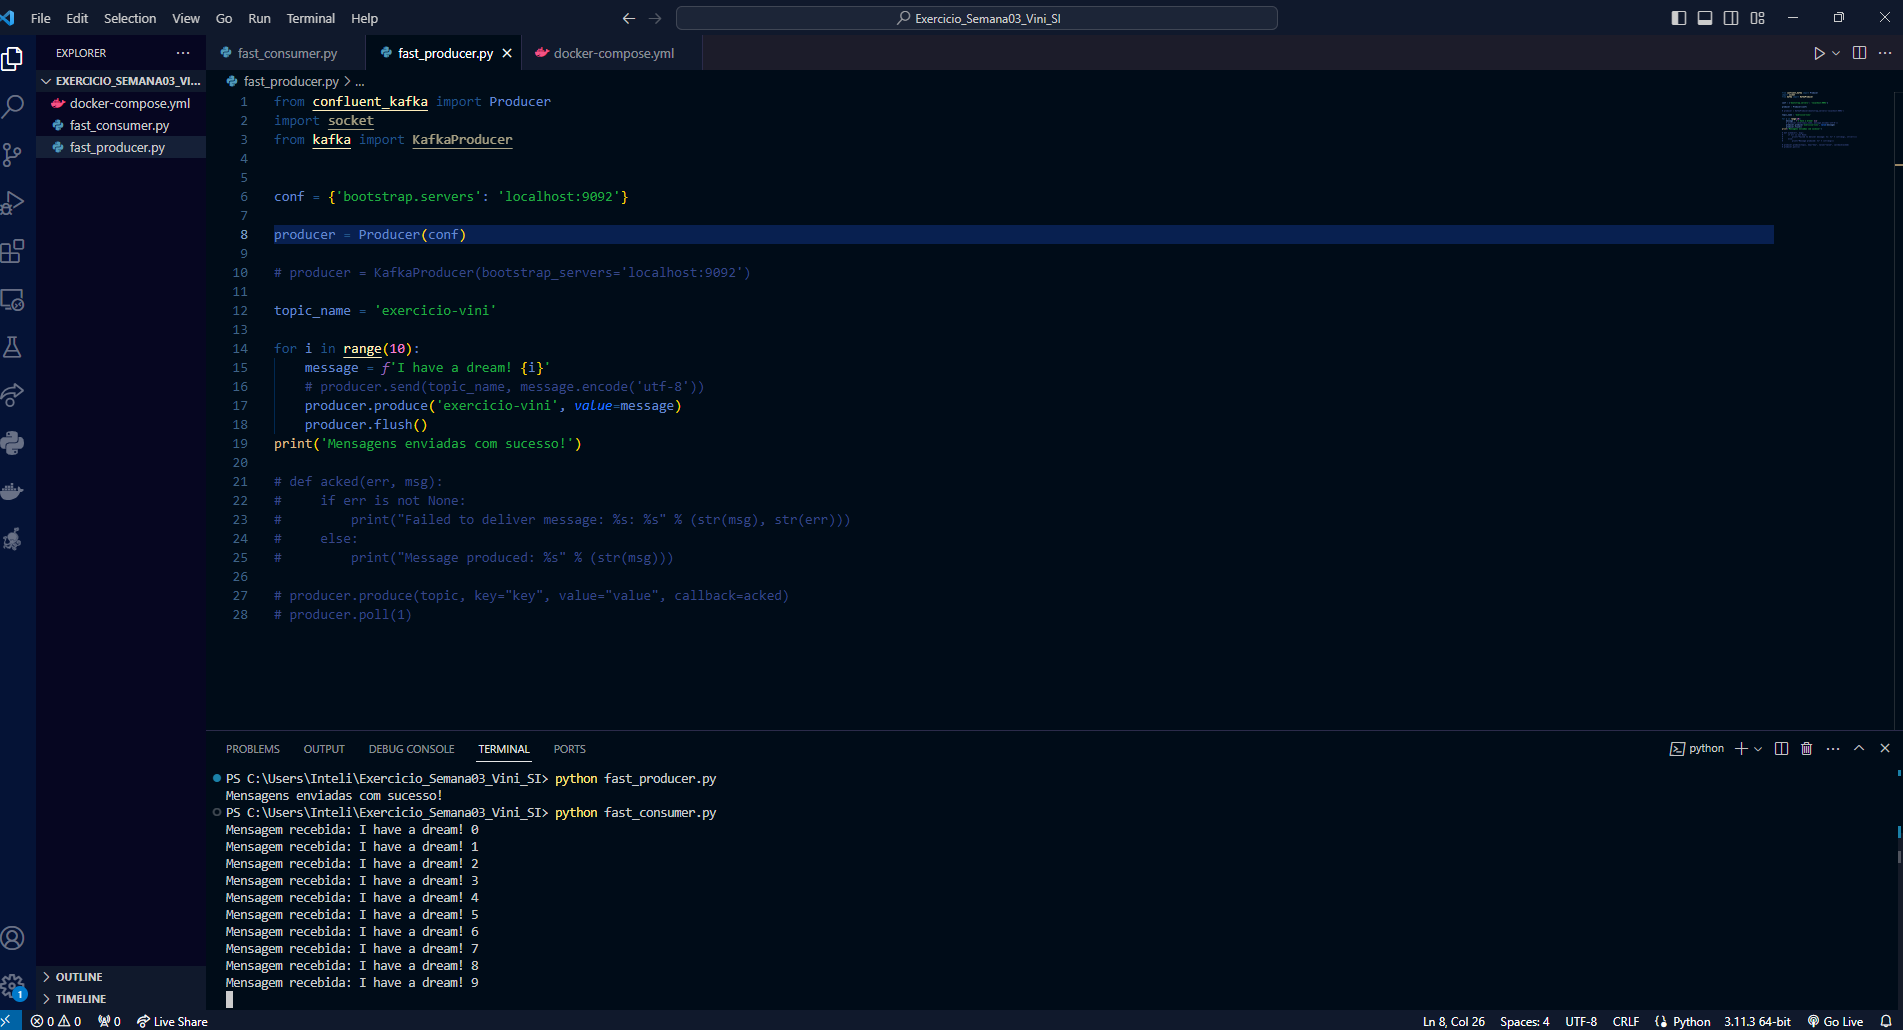 File Edit Selection View Go Run Terminal Help
Exercicio_Semana03_Vini_SI
EXPLORER
EXERCICIO_SEMANA03_VI...
docker-compose.yml
fast_consumer.py
fast_producer.py
OUTLINE
TIMELINE
fast_consumer.py fast_producer.py docker-compose.yml
fast_producer.py > ...
1 from confluent_kafka import Producer
2 import socket
3 from kafka import KafkaProducer
4
5
6 conf = {'bootstrap.servers': 'localhost:9092'}
7
8 producer = Producer(conf)
9
10 # producer = KafkaProducer(bootstrap_servers='localhost:9092')
11
12 topic_name = 'exercicio-vini'
13
14 for i in range(10):
15     message = f'I have a dream! {i}'
16     # producer.send(topic_name, message.encode('utf-8'))
17     producer.produce('exercicio-vini', value=message)
18     producer.flush()
19 print('Mensagens enviadas com sucesso!')
20
21 # def acked(err, msg):
22 #     if err is not None:
23 #         print("Failed to deliver message: %s: %s" % (str(msg), str(err)))
24 #     else:
25 #         print("Message produced: %s" % (str(msg)))
26
27 # producer.produce(topic, key="key", value="value", callback=acked)
28 # producer.poll(1)
PROBLEMS OUTPUT DEBUG CONSOLE TERMINAL PORTS
python
PS C:\Users\Inteli\Exercicio_Semana03_Vini_SI> python fast_producer.py
Mensagens enviadas com sucesso!
PS C:\Users\Inteli\Exercicio_Semana03_Vini_SI> python fast_consumer.py
Mensagem recebida: I have a dream! 0
Mensagem recebida: I have a dream! 1
Mensagem recebida: I have a dream! 2
Mensagem recebida: I have a dream! 3
Mensagem recebida: I have a dream! 4
Mensagem recebida: I have a dream! 5
Mensagem recebida: I have a dream! 6
Mensagem recebida: I have a dream! 7
Mensagem recebida: I have a dream! 8
Mensagem recebida: I have a dream! 9
1
0 0 0 Live Share
Ln 8, Col 26 Spaces: 4 UTF-8 CRLF Python 3.11.3 64-bit Go Live